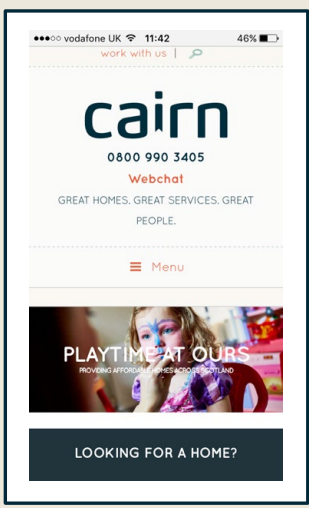 vodafone UK 11:42 46%
work with us |
cairn
0800 990 3405
Webchat
GREAT HOMES. GREAT SERVICES. GREAT
PEOPLE.
Menu
PLAYTIME AT OURS
PROVIDING AFFORDABLE HOMES ACROSS SCOTLAND
LOOKING FOR A HOME?